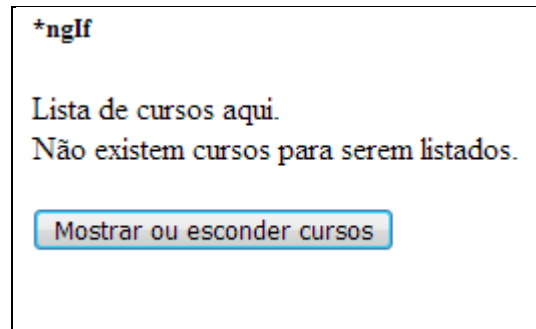 *ngIf
Lista de cursos aqui.
Não existem cursos para serem listados.
Mostrar ou esconder cursos